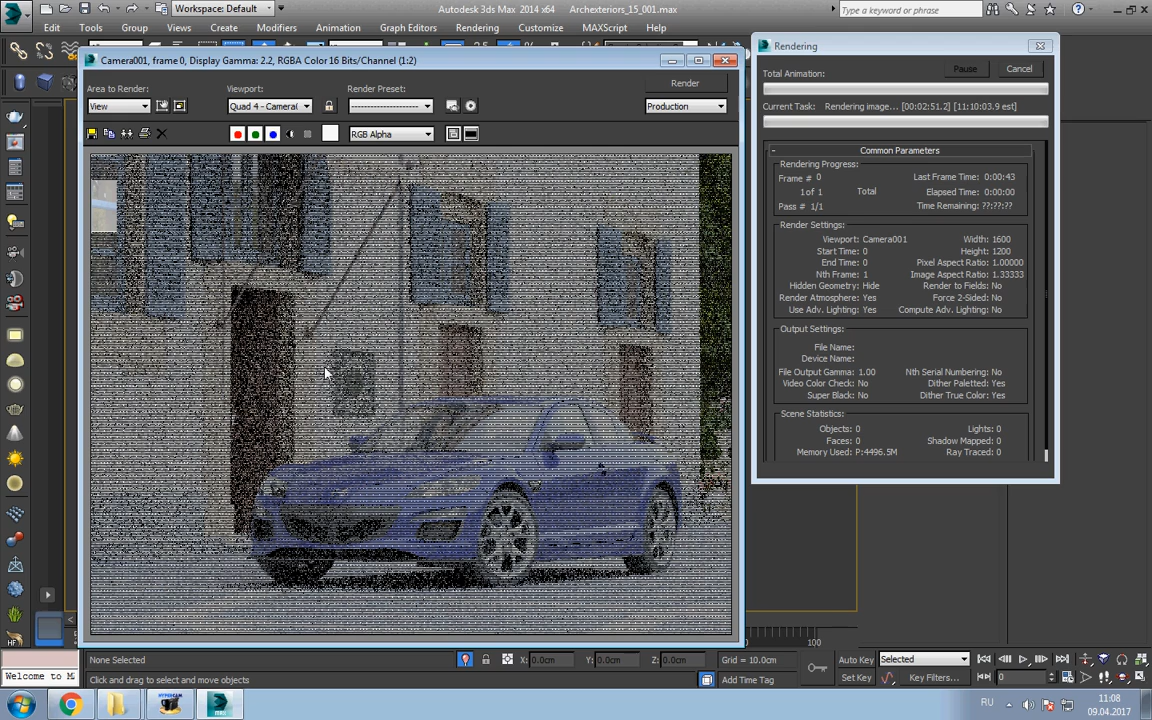 Workspace: Default
Autodesk 3ds Max 2014 x64
Archexteriors_15_001.max
Type a keyword or phrase
Edit Tools Group Views Create Modifiers Animation Graph Editors Rendering Customize MAXScript Help
Camera001, frame 0, Display Gamma: 2.2, RGBA Color 16 Bits/Channel (1:2)
Area to Render:
Viewport:
Render Preset:
Render
View
Quad 4 - Camera(
Production
RGB Alpha
Rendering
Total Animation:
Pause
Cancel
Current Task: Rendering image... [00:02:51.2] [11:10:03.9 est]
Common Parameters
Rendering Progress:
Frame # 0
Last Frame Time: 0:00:43
1 of 1 Total
Elapsed Time: 0:00:00
Pass # 1/1
Time Remaining: ??:??:??
Render Settings:
Viewport: Camera001
Width: 1600
Start Time: 0
Height: 1200
End Time: 0
Pixel Aspect Ratio: 1.00000
Nth Frame: 1
Image Aspect Ratio: 1.33333
Hidden Geometry: Hide
Render to Fields: No
Render Atmosphere: Yes
Force 2-Sided: No
Use Adv. Lighting: Yes
Compute Adv. Lighting: No
Output Settings:
File Name:
Device Name:
File Output Gamma: 1.00
Nth Serial Numbering: No
Video Color Check: No
Dither Paletted: Yes
Super Black: No
Dither True Color: Yes
Scene Statistics:
Objects: 0
Lights: 0
Faces: 0
Shadow Mapped: 0
Memory Used: P:4496.5M
Ray Traced: 0
100
None Selected
X: 0.0cm
Y: 0.0cm
Z: 0.0cm
Grid = 10.0cm
Auto Key
Selected
Welcome to M
Click and drag to select and move objects
Add Time Tag
Set Key
Key Filters...
0
HF
RU
11:08
09.04.2017